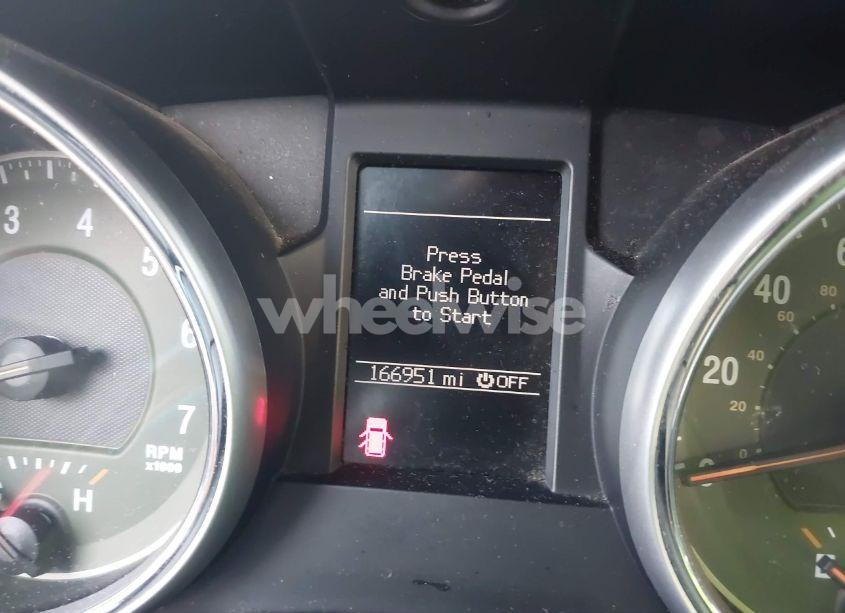 Press
Brake Pedal
and Push Button
to Start
166951 mi OFF
wheelwise
3
4
5
6
7
RPM
x1000
H
40
80
60
20
40
20
0